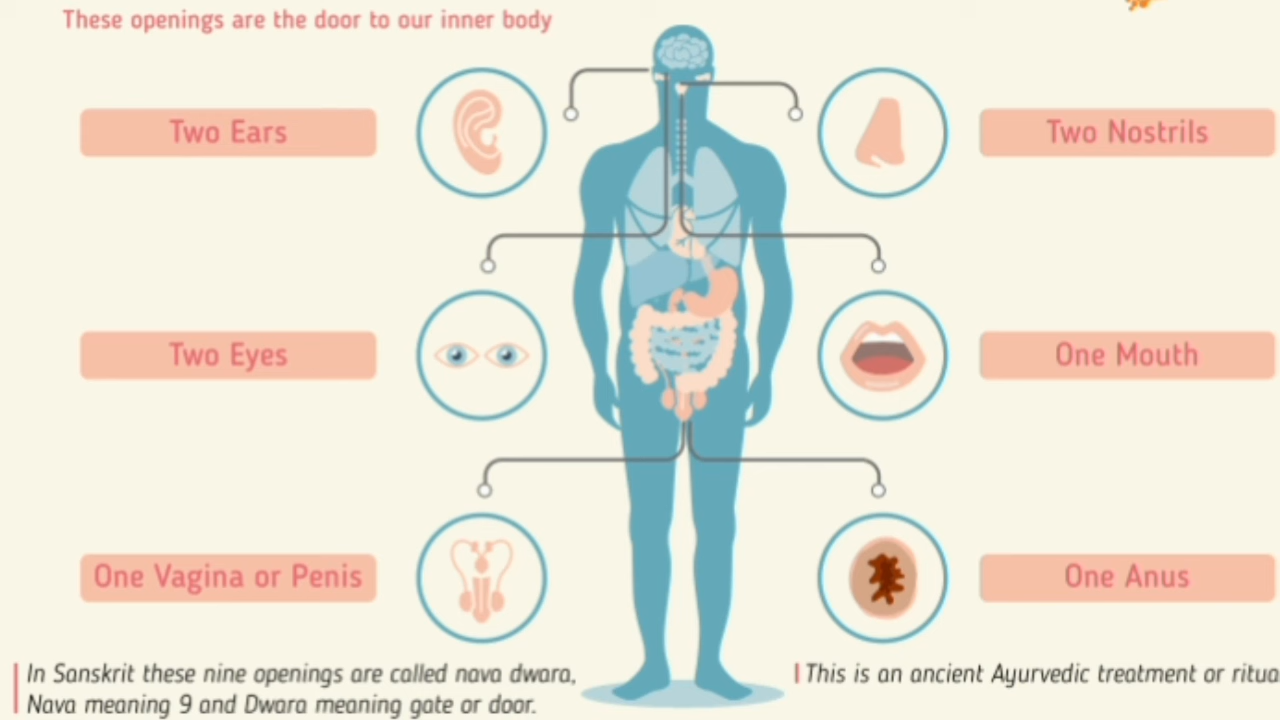 These openings are the door to our inner body
Two Ears
Two Nostrils
Two Eyes
One Mouth
One Vagina or Penis
One Anus
In Sanskrit these nine openings are called nava dwara,
Nava meaning 9 and Dwara meaning gate or door.
This is an ancient Ayurvedic treatment or